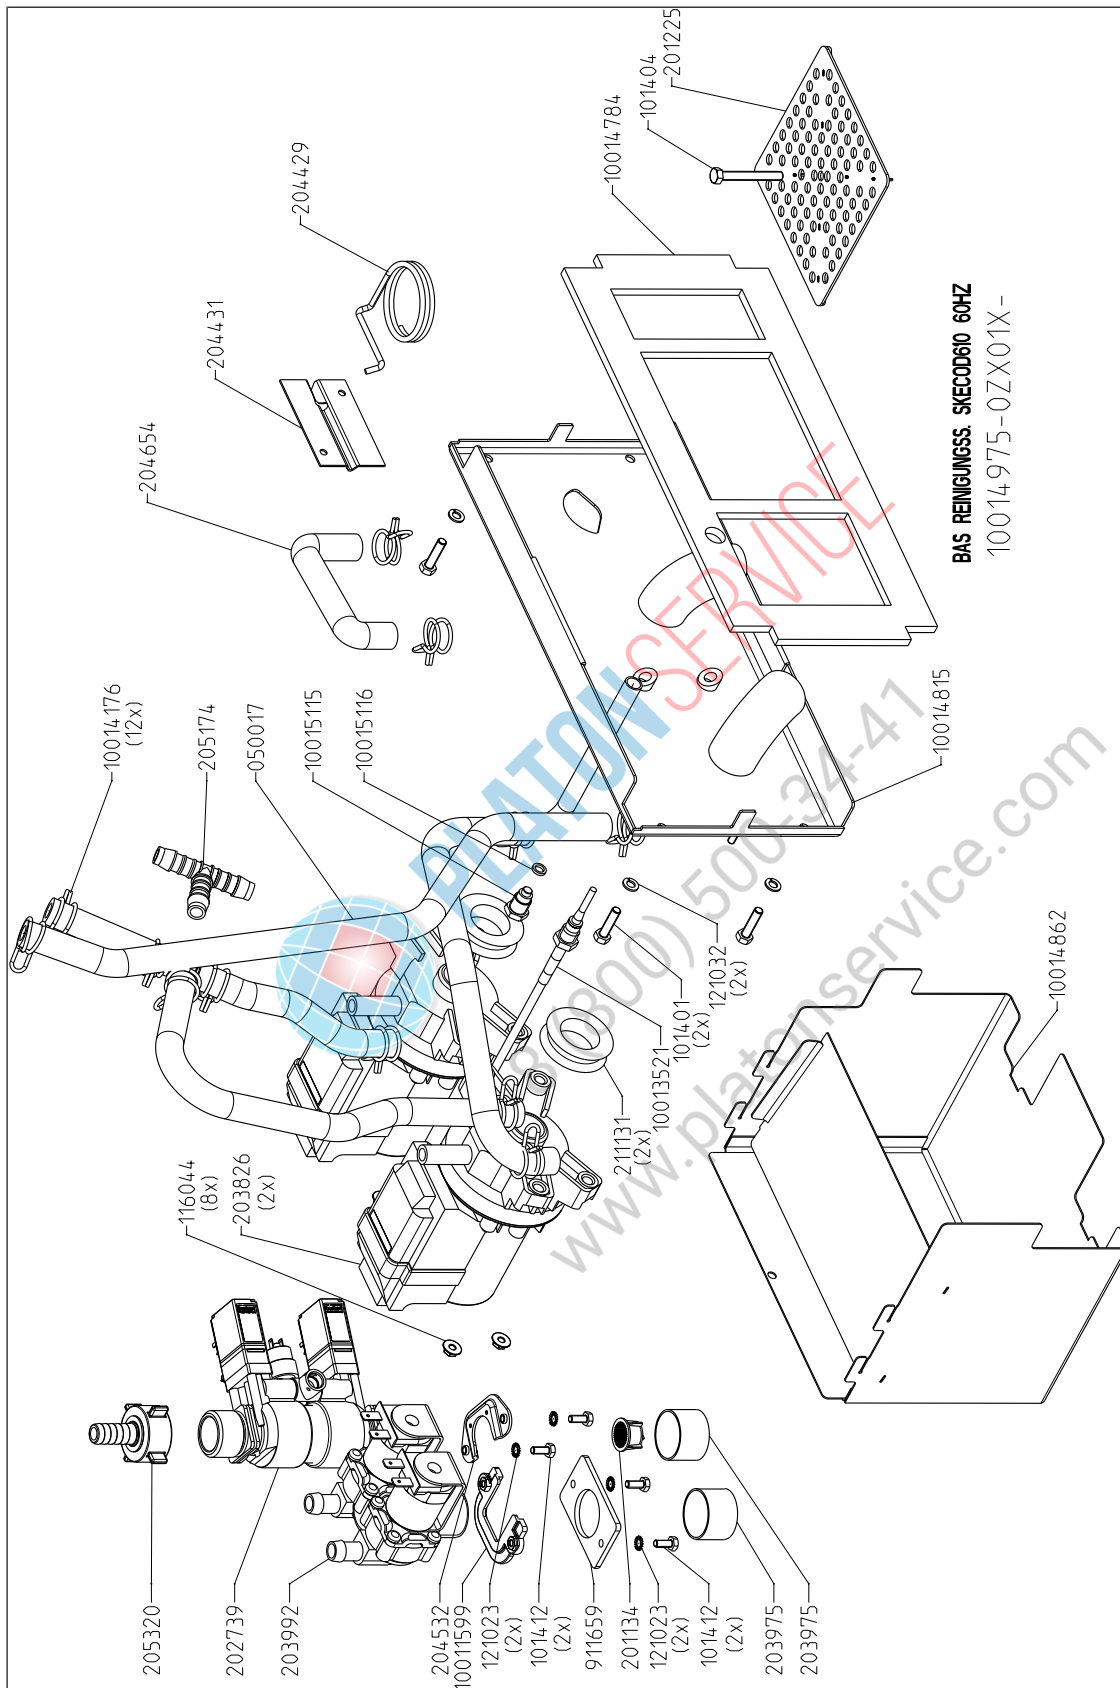 205320
202739
203992
204532
10011599
121023
(2x)
101412
(2x)
911659
201134
121023
(2x)
101412
(2x)
203975
203975
116044
(8x)
203826
(2x)
10014176
(12x)
205174
050017
10015115
10015116
204654
204431
204429
211131
(2x)
10013521
101401
(2x)
121032
(2x)
10014862
10014815
10014784
101404
201225
BAS REINIGUNGSS. SKECOD610 60HZ
10014975-0ZX01X-
PLATONSERVICE
8 (800) 500-34-41
www.platonservice.com